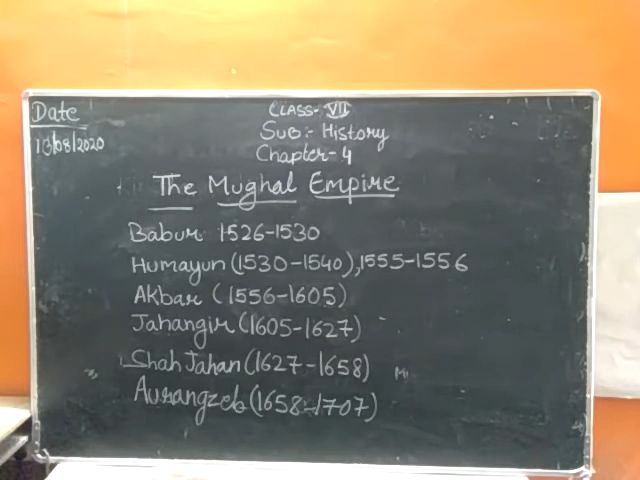 Date
13/08/2020
CLASS- VII
SUB:- History
Chapter-4
The Mughal Empire
Babur 1526-1530
Humayun (1530-1540), 1555-1556
Akbar (1556-1605)
Jahangir (1605-1627)
Shah Jahan (1627-1658)
Aurangzeb (1658-1707)